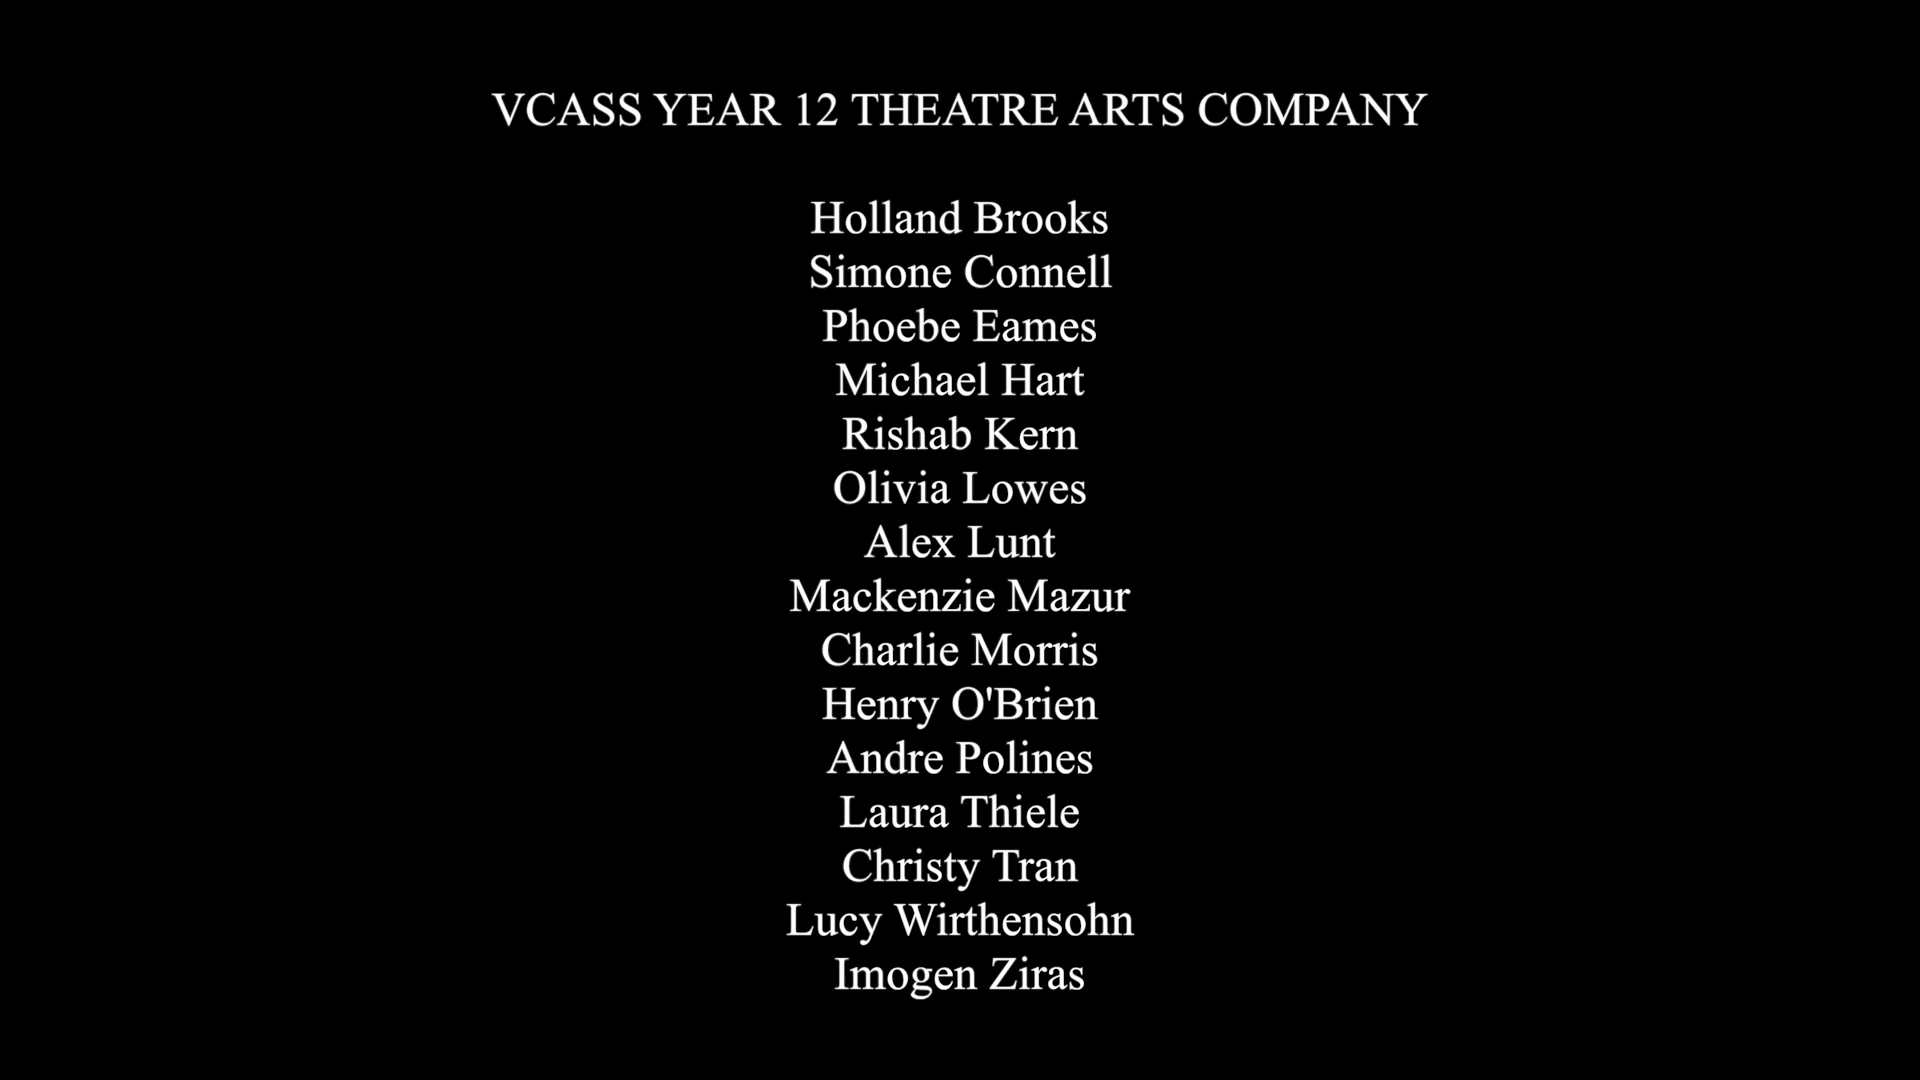 VCASS YEAR 12 THEATRE ARTS COMPANY
Holland Brooks
Simone Connell
Phoebe Eames
Michael Hart
Rishab Kern
Olivia Lowes
Alex Lunt
Mackenzie Mazur
Charlie Morris
Henry O'Brien
Andre Polines
Laura Thiele
Christy Tran
Lucy Wirthensohn
Imogen Ziras